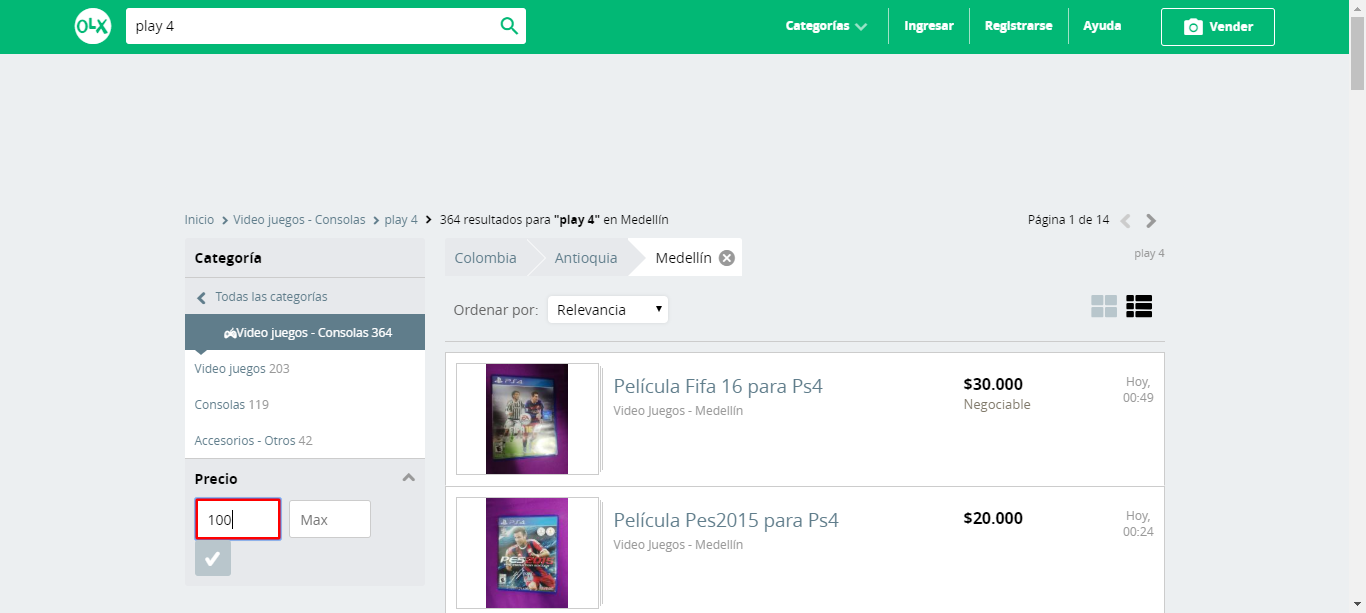 OLX
play 4
Categorías
Ingresar
Registrarse
Ayuda
Vender
Inicio
Video juegos - Consolas
play 4
364 resultados para "play 4" en Medellín
Página 1 de 14
play 4
Categoría
Todas las categorías
Video juegos - Consolas 364
Video juegos 203
Consolas 119
Accesorios - Otros 42
Precio
100
Max
Colombia
Antioquia
Medellín
Ordenar por:
Relevancia
PS4
Película Fifa 16 para Ps4
Video Juegos - Medellín
$30.000
Negociable
Hoy,
00:49
PS4
Película Pes2015 para Ps4
Video Juegos - Medellín
$20.000
Hoy,
00:24